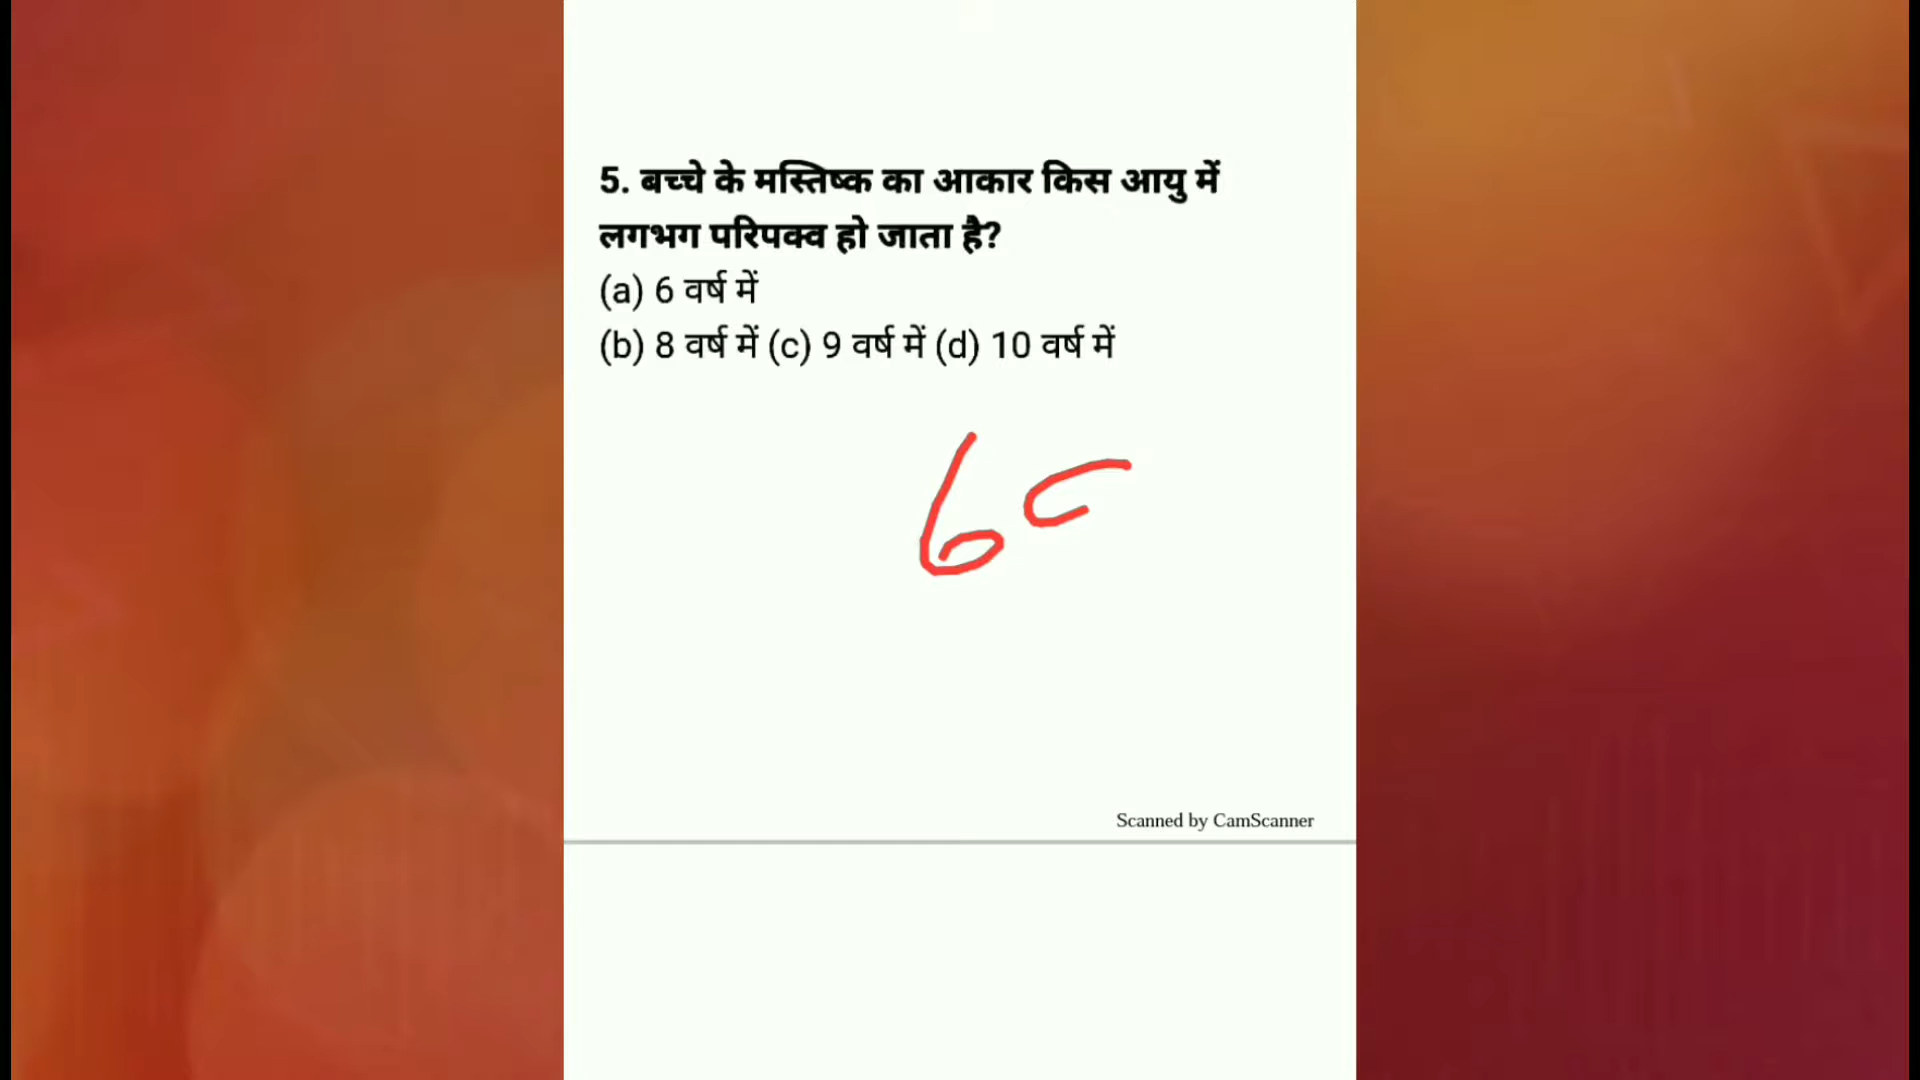 5. बच्चे के मस्तिष्क का आकार किस आयु में
लगभग परिपक्व हो जाता है?
(a) 6 वर्ष में
(b) 8 वर्ष में (c) 9 वर्ष में (d) 10 वर्ष में
6
Scanned by CamScanner